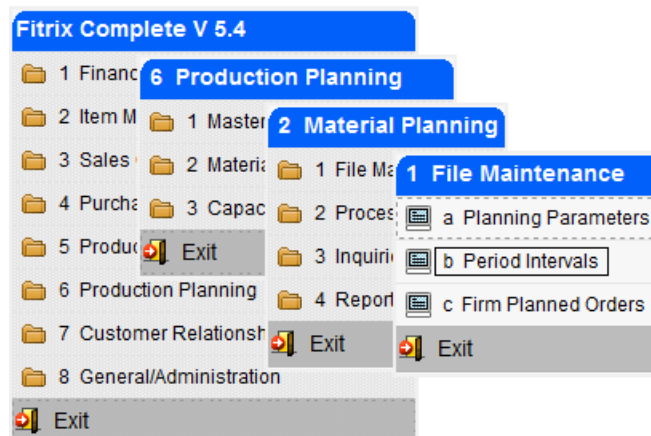 Fitrix Complete V 5.4
1 Financ
2 Item M
3 Sales
4 Purcha
5 Produc
6 Production Planning
7 Customer Relationsh
8 General/Administration
Exit
6 Production Planning
1 Master
2 Materia
3 Capac
Exit
2 Material Planning
1 File Ma
2 Proces
3 Inquiri
4 Report
Exit
1 File Maintenance
a Planning Parameters
b Period Intervals
c Firm Planned Orders
Exit